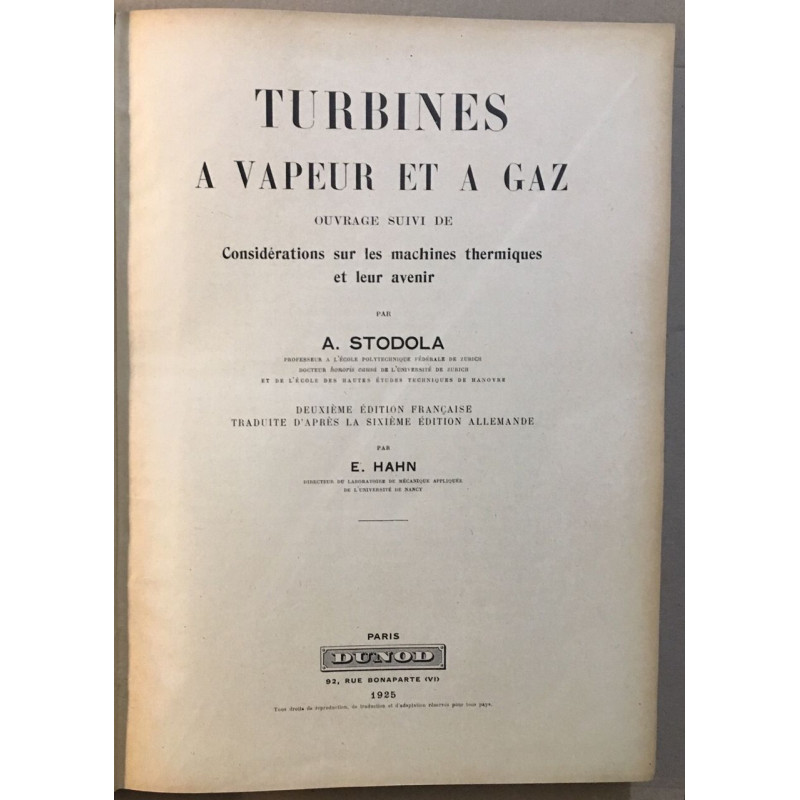 TURBINES
A VAPEUR ET A GAZ
OUVRAGE SUIVI DE
Considérations sur les machines thermiques
et leur avenir
PAR
A. STODOLA
PROFESSEUR A L'ÉCOLE POLYTECHNIQUE FÉDÉRALE DE ZURICH
DOCTEUR honoris causa DE L'UNIVERSITÉ DE ZURICH
ET DE L'ÉCOLE DES HAUTES ÉTUDES TECHNIQUES DE HANOVRE
DEUXIÈME ÉDITION FRANÇAISE
TRADUITE D'APRÈS LA SIXIÈME ÉDITION ALLEMANDE
PAR
E. HAHN
DIRECTEUR DU LABORATOIRE DE MÉCANIQUE APPLIQUÉE
DE L'UNIVERSITÉ DE NANCY
PARIS
DUNOD
92, RUE BONAPARTE (VI)
1925
Tous droits de reproduction, de traduction et d'adaptation réservés pour tous pays.